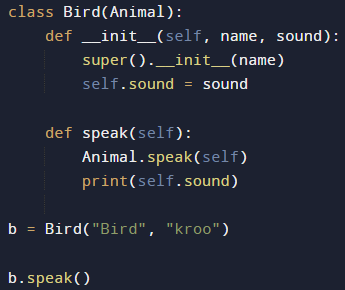 class Bird(Animal):
    def __init__(self, name, sound):
        super().__init__(name)
        self.sound = sound

    def speak(self):
        Animal.speak(self)
        print(self.sound)

b = Bird("Bird", "kroo")

b.speak()